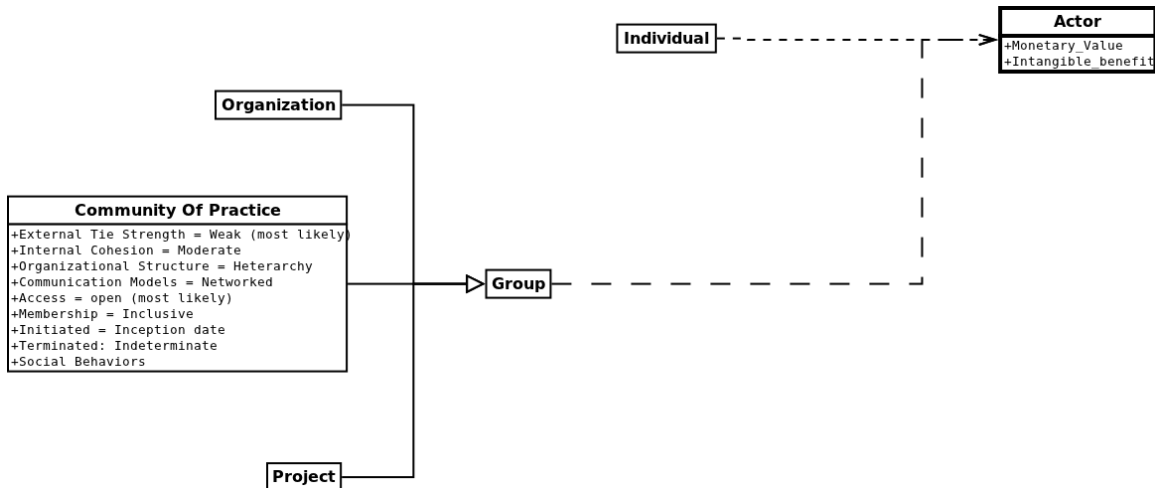 Individual
Actor
+Monetary_Value
+Intangible_benefit
Organization
Community Of Practice
+External Tie Strength = Weak (most likely)
+Internal Cohesion = Moderate
+Organizational Structure = Heterarchy
+Communication Models = Networked
+Access = open (most likely)
+Membership = Inclusive
+Initiated = Inception date
+Terminated: Indeterminate
+Social Behaviors
Group
Project